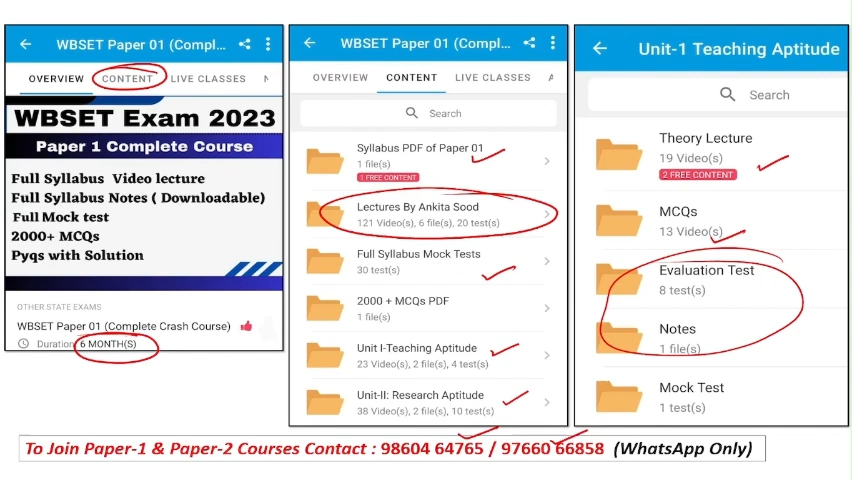 WBSET Paper 01 (Compl...
OVERVIEW CONTENT LIVE CLASSES
WBSET Exam 2023
Paper 1 Complete Course
Full Syllabus Video lecture
Full Syllabus Notes ( Downloadable)
Full Mock test
2000+ MCQs
Pyqs with Solution
OTHER STATE EXAMS
WBSET Paper 01 (Complete Crash Course)
Duration 6 MONTH(S)
WBSET Paper 01 (Compl...
OVERVIEW CONTENT LIVE CLASSES
Search
Syllabus PDF of Paper 01
1 file(s)
1 FREE CONTENT
Lectures By Ankita Sood
121 Video(s), 6 file(s), 20 test(s)
Full Syllabus Mock Tests
30 test(s)
2000 + MCQs PDF
1 file(s)
Unit I-Teaching Aptitude
23 Video(s), 2 file(s), 4 test(s)
Unit-II: Research Aptitude
38 Video(s), 2 file(s), 10 test(s)
Unit-1 Teaching Aptitude
Search
Theory Lecture
19 Video(s)
2 FREE CONTENT
MCQs
13 Video(s)
Evaluation Test
8 test(s)
Notes
1 file(s)
Mock Test
1 test(s)
To Join Paper-1 & Paper-2 Courses Contact : 98604 64765 / 97660 66858 (WhatsApp Only)